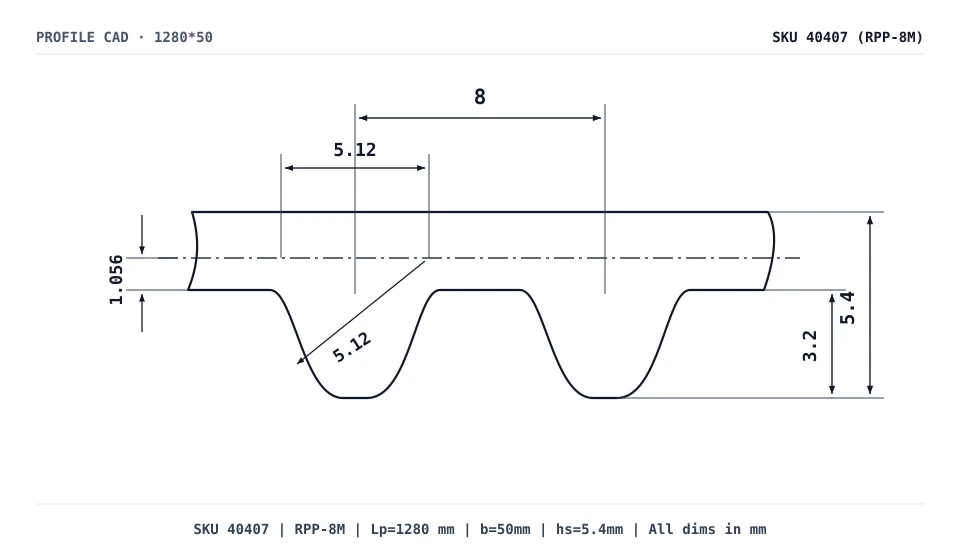 PROFILE CAD · 1280*50
SKU 40407 (RPP-8M)
8
5.12
1.056
5.12
3.2
5.4
SKU 40407 | RPP-8M | Lp=1280 mm | b=50mm | hs=5.4mm | All dims in mm